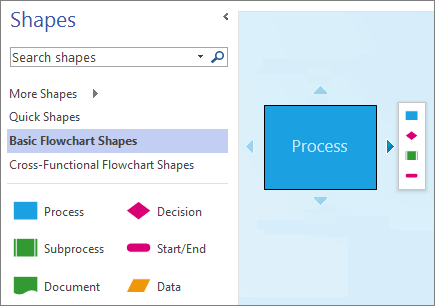 Shapes
Search shapes
More Shapes
Quick Shapes
Basic Flowchart Shapes
Cross-Functional Flowchart Shapes
Process
Decision
Subprocess
Start/End
Document
Data
Process